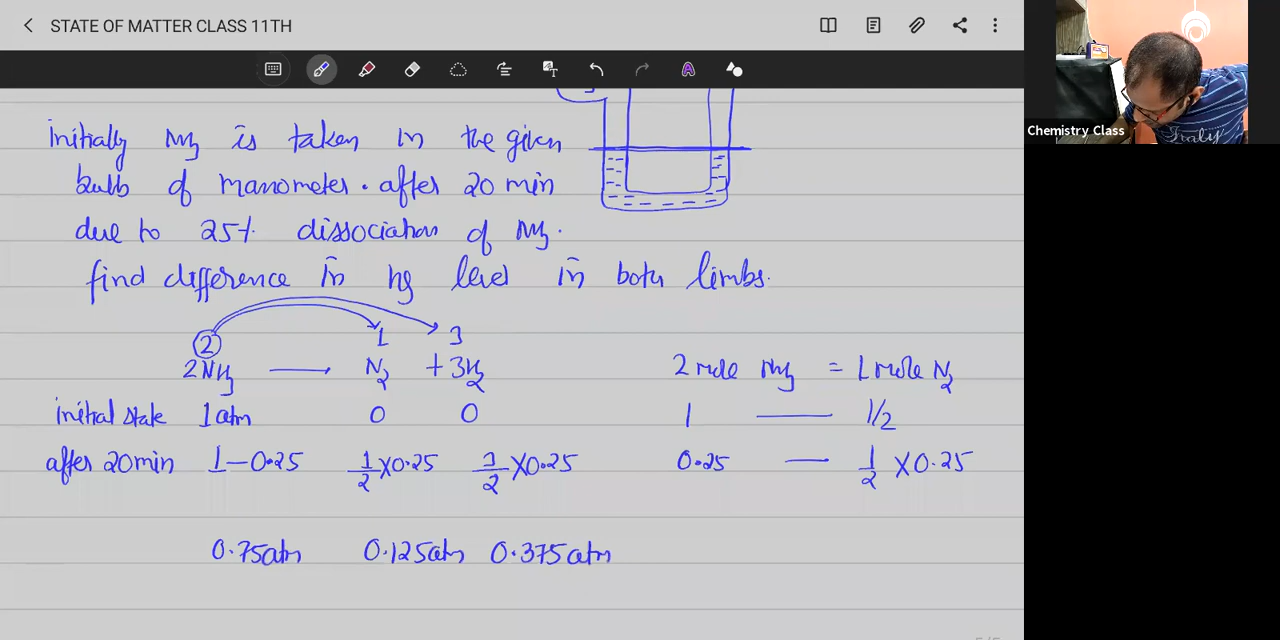 STATE OF MATTER CLASS 11TH
Chemistry Class
Italy
initially NH3 is taken in the given
bulb of manometer. after 20 min
due to 25% dissociation of NH3.
find difference in hg level in both limbs.
2 1 3
2NH3 —— N2 + 3H2
2 mole NH3 = 1 mole N2
initial state 1atm 0 0
1 —— 1/2
after 20min 1-0.25 1/2 X0.25 3/2 X0.25
0.25 — 1/2 X0.25
0.75atm 0.125atm 0.375atm